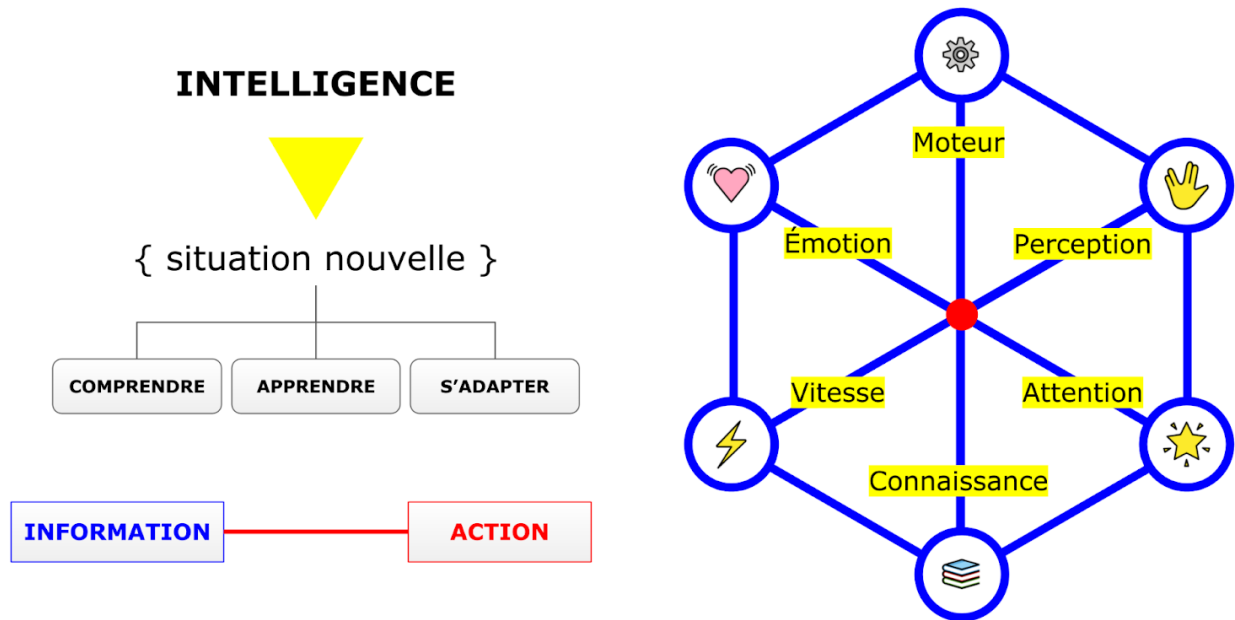 INTELLIGENCE
{ situation nouvelle }
COMPRENDRE
APPRENDRE
S’ADAPTER
INFORMATION
ACTION
Moteur
Émotion
Perception
Vitesse
Attention
Connaissance